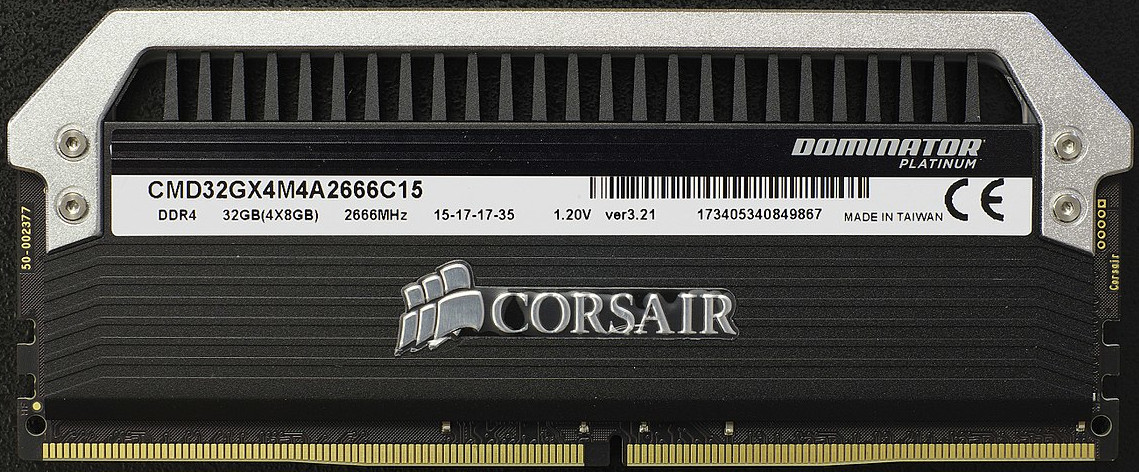 DOMINATOR
PLATINUM
CMD32GX4M4A2666C15
DDR4 32GB(4X8GB) 2666MHz 15-17-17-35 1.20V ver3.21 173405340849867 MADE IN TAIWAN CE
50-002377
Corsair
CORSAIR